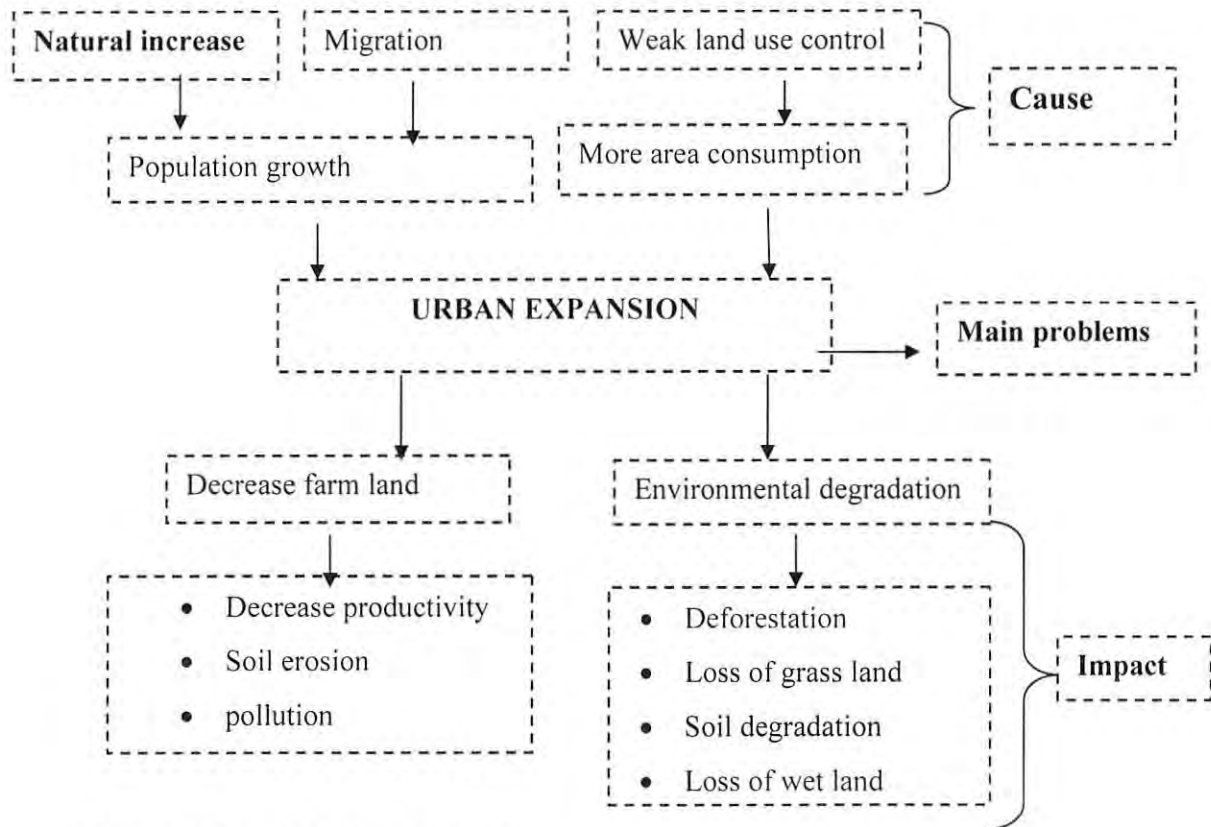 Natural increase
Migration
Weak land use control
Cause
Population growth
More area consumption
URBAN EXPANSION
Main problems
Decrease farm land
Environmental degradation
• Decrease productivity
• Soil erosion
• pollution
• Deforestation
• Loss of grass land
• Soil degradation
• Loss of wet land
Impact